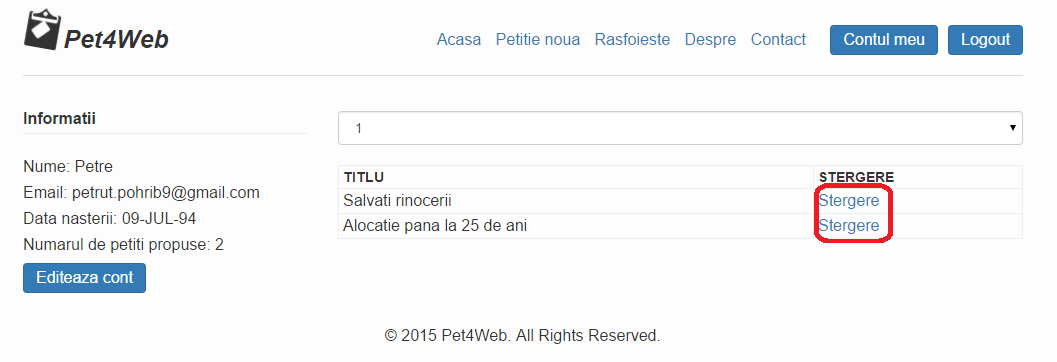 Pet4Web
Acasa Petitie noua Rasfoieste Despre Contact Contul meu Logout
Informatii
Nume: Petre
Email: petrut.pohrib9@gmail.com
Data nasterii: 09-JUL-94
Numarul de petiti propuse: 2
Editeaza cont
1
TITLU STERGERE
Salvati rinocerii Stergere
Alocatie pana la 25 de ani Stergere
© 2015 Pet4Web. All Rights Reserved.